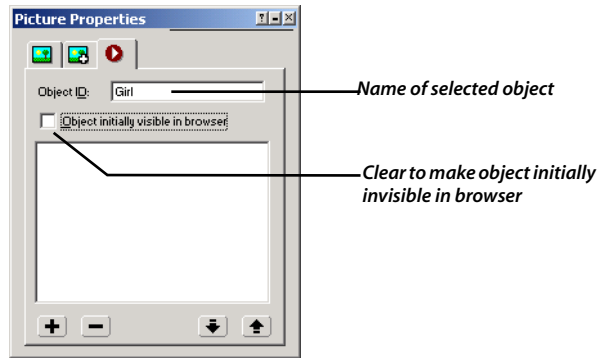 Picture Properties
Object ID: Girl
Name of selected object
Object initially visible in browser
Clear to make object initially
invisible in browser